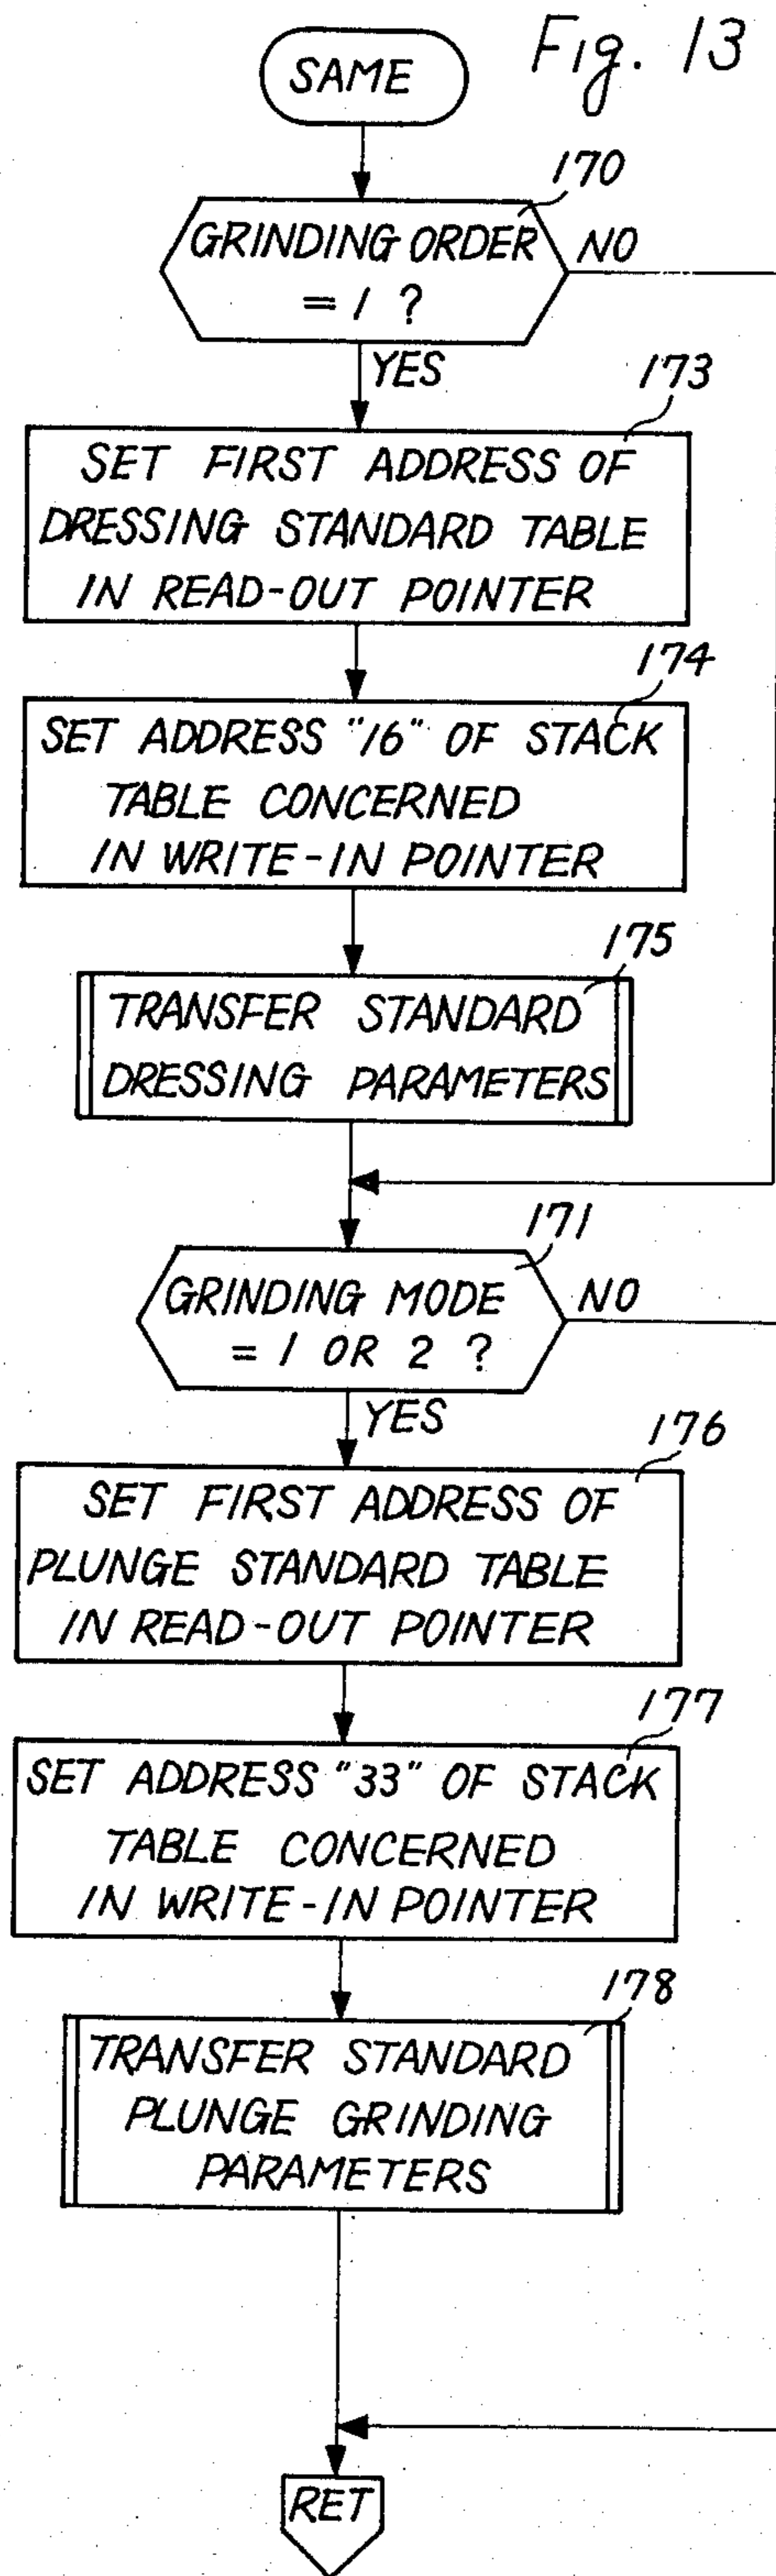 Fig. 13
SAME
170
GRINDING ORDER
= 1 ?
NO
YES
173
SET FIRST ADDRESS OF
DRESSING STANDARD TABLE
IN READ-OUT POINTER
174
SET ADDRESS "16" OF STACK
TABLE CONCERNED
IN WRITE-IN POINTER
175
TRANSFER STANDARD
DRESSING PARAMETERS
171
GRINDING MODE
= 1 OR 2 ?
NO
YES
176
SET FIRST ADDRESS OF
PLUNGE STANDARD TABLE
IN READ-OUT POINTER
177
SET ADDRESS "33" OF STACK
TABLE CONCERNED
IN WRITE-IN POINTER
178
TRANSFER STANDARD
PLUNGE GRINDING
PARAMETERS
RET